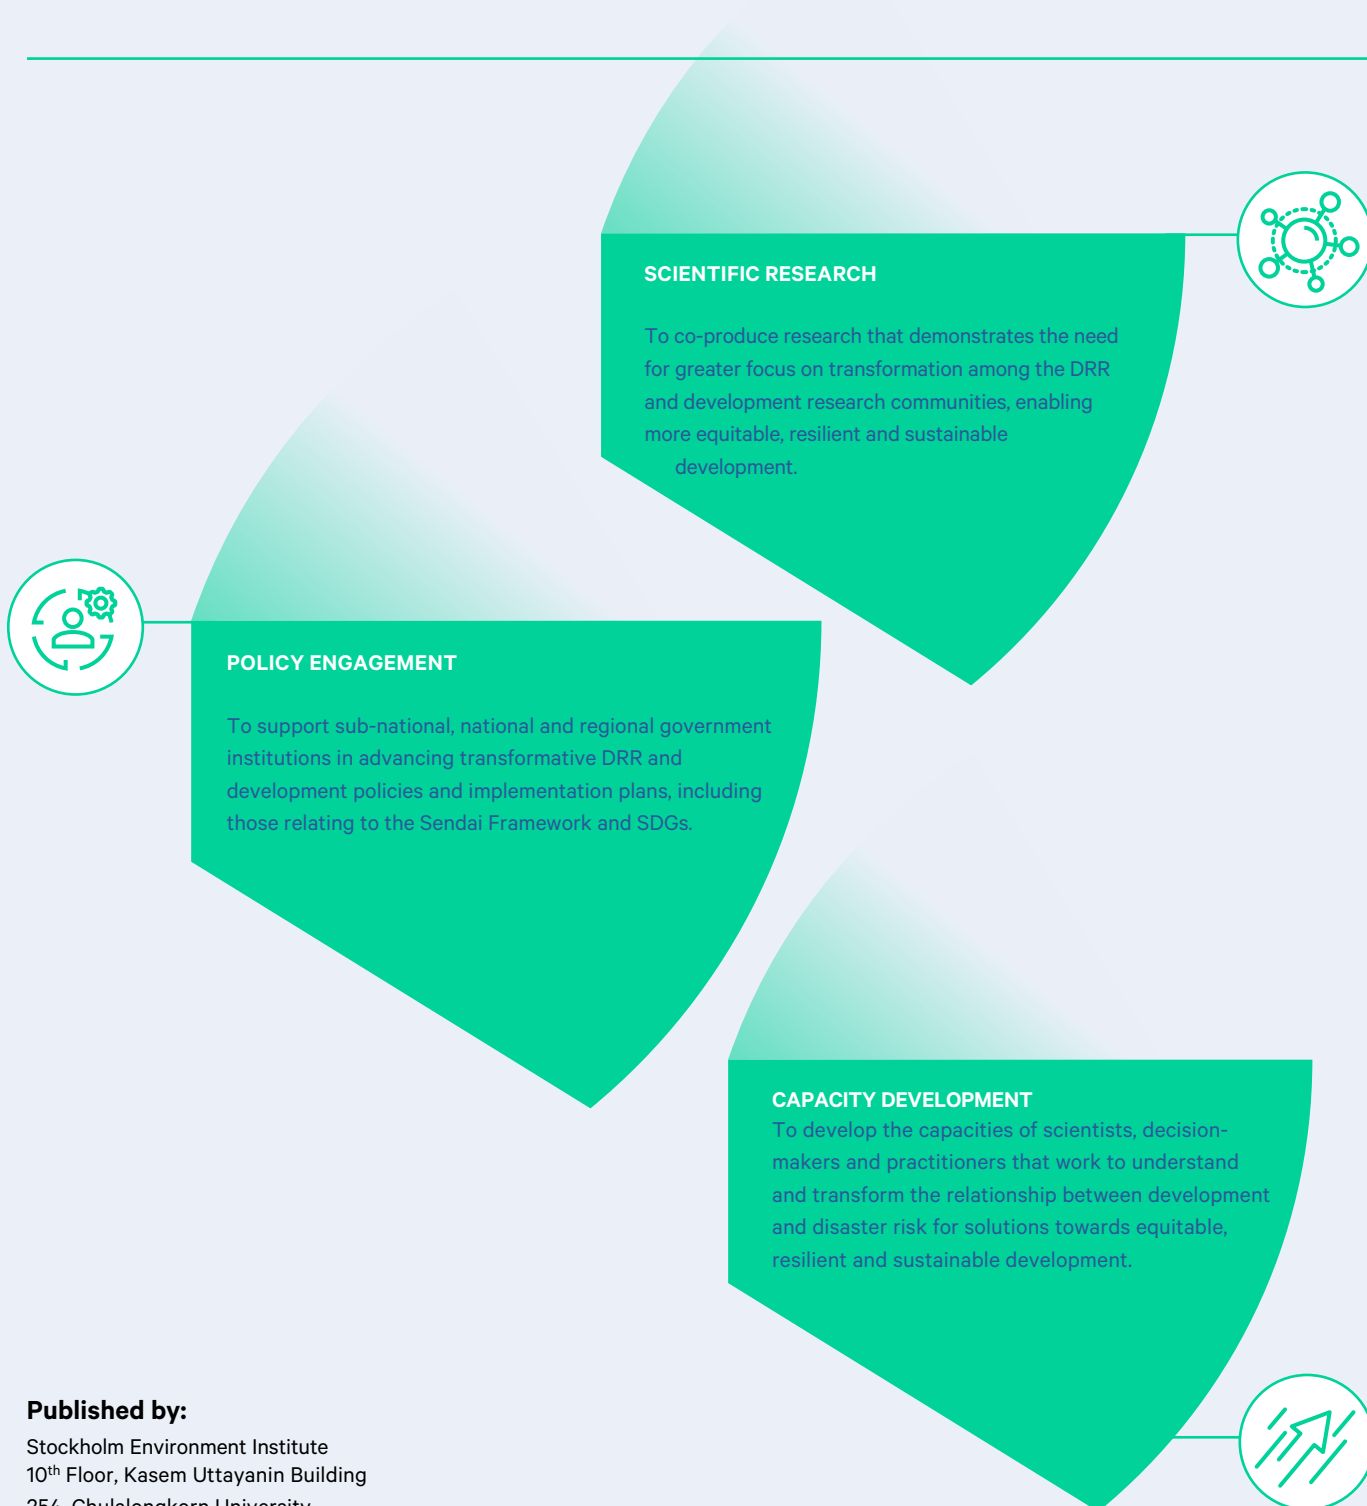 SCIENTIFIC RESEARCH
To co-produce research that demonstrates the need
for greater focus on transformation among the DRR
and development research communities, enabling
more equitable, resilient and sustainable
development.
POLICY ENGAGEMENT
To support sub-national, national and regional government
institutions in advancing transformative DRR and
development policies and implementation plans, including
those relating to the Sendai Framework and SDGs.
CAPACITY DEVELOPMENT
To develop the capacities of scientists, decision-
makers and practitioners that work to understand
and transform the relationship between development
and disaster risk for solutions towards equitable,
resilient and sustainable development.
Published by:
Stockholm Environment Institute
10th Floor, Kasem Uttayanin Building
254, Chulalongkorn University